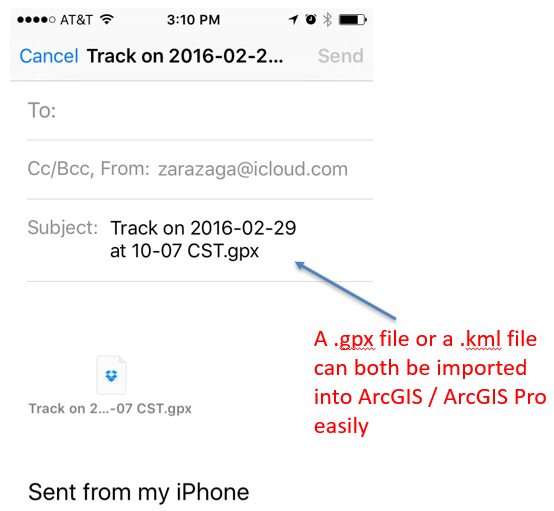 AT&T 3:10 PM
Cancel Track on 2016-02-2... Send
To:
Cc/Bcc, From: zarazaga@icloud.com
Subject: Track on 2016-02-29
at 10-07 CST.gpx
A .gpx file or a .kml file
can both be imported
into ArcGIS / ArcGIS Pro
easily
Track on 2...-07 CST.gpx
Sent from my iPhone